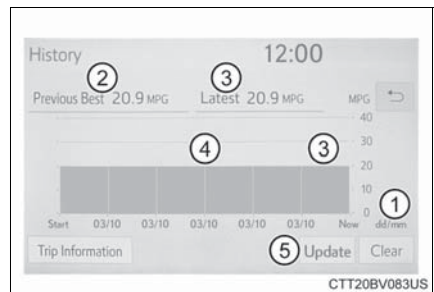 History 12:00
② ③
Previous Best 20.9 MPG Latest 20.9 MPG MPG
40
④ ③ 30
20
10 ①
0
Start 03/10 03/10 03/10 03/10 03/10 Now dd/mm
Trip Information ⑤ Update Clear
CTT20BV083US